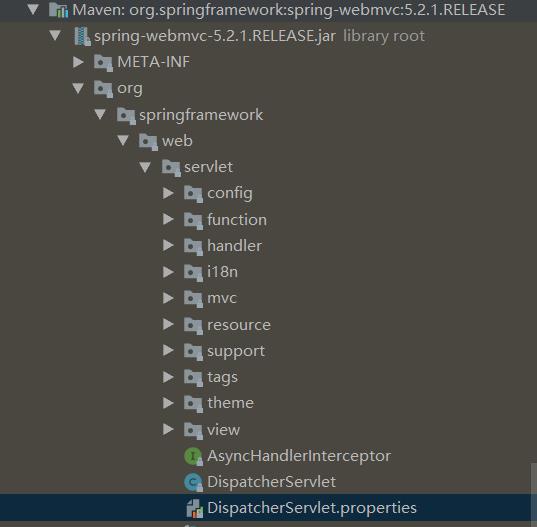 Maven: org.springframework:spring-webmvc:5.2.1.RELEASE
spring-webmvc-5.2.1.RELEASE.jar library root
META-INF
org
springframework
web
servlet
config
function
handler
i18n
mvc
resource
support
tags
theme
view
I AsyncHandlerInterceptor
C DispatcherServlet
DispatcherServlet.properties